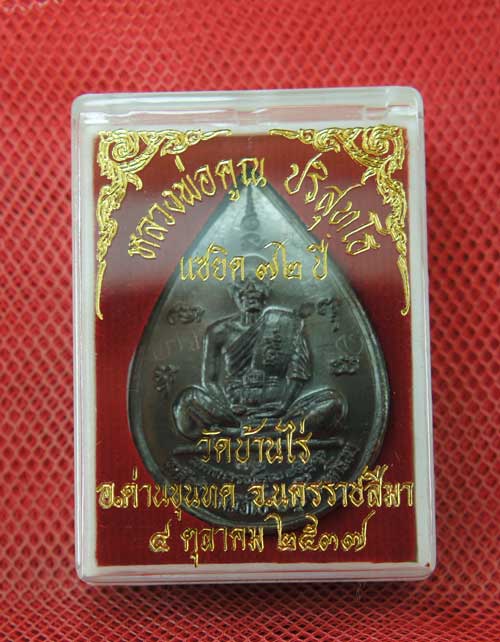 หลวงพ่อคูณ ปริสุทโธ
แซยิด ๗๒ ปี
วัดบ้านไร่
อ.ด่านขุนทด จ.นครราชสีมา
๔ ตุลาคม ๒๕๓๗